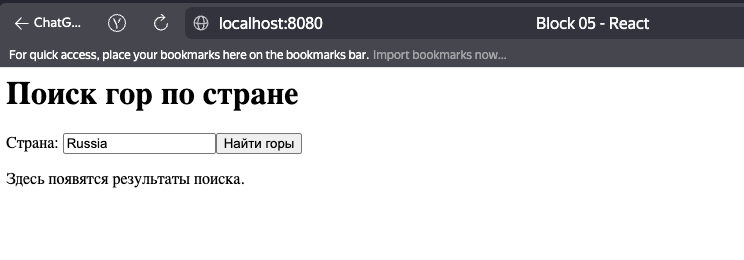 ChatG...
localhost:8080
Block 05 - React
For quick access, place your bookmarks here on the bookmarks bar. Import bookmarks now...
Поиск гор по стране
Страна: Russia Найти горы
Здесь появятся результаты поиска.